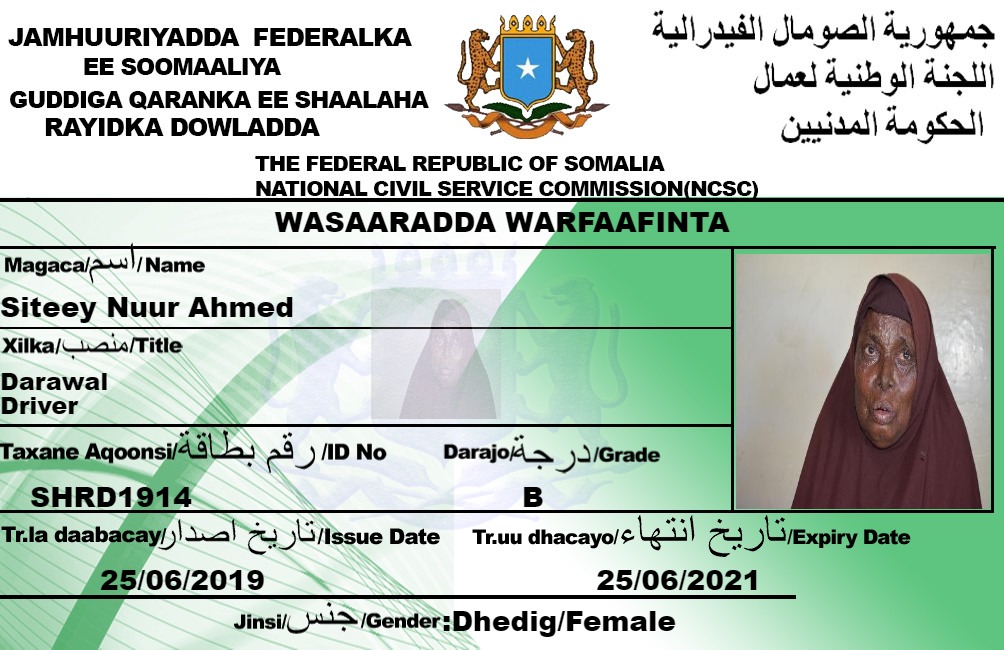 JAMHUURIYADDA FEDERALKA
EE SOOMAALIYA
GUDDIGA QARANKA EE SHAALAHA
RAYIDKA DOWLADDA
جمهورية الصومال الفيدرالية
اللجنة الوطنية لعمال
الحكومة المدنيين
THE FEDERAL REPUBLIC OF SOMALIA
NATIONAL CIVIL SERVICE COMMISSION(NCSC)
WASAARADDA WARFAAFINTA
Magaca/اسم/Name
Siteey Nuur Ahmed
Xilka/منصب/Title
Darawal
Driver
Taxane Aqoonsi/رقم بطاقة/ID No
SHRD1914
Darajo/درجة/Grade
B
Tr.la daabacay/تاريخ اصدار/Issue Date
25/06/2019
Tr.uu dhacayo/تاريخ انتهاء/Expiry Date
25/06/2021
Jinsi/جنس/Gender:Dhedig/Female